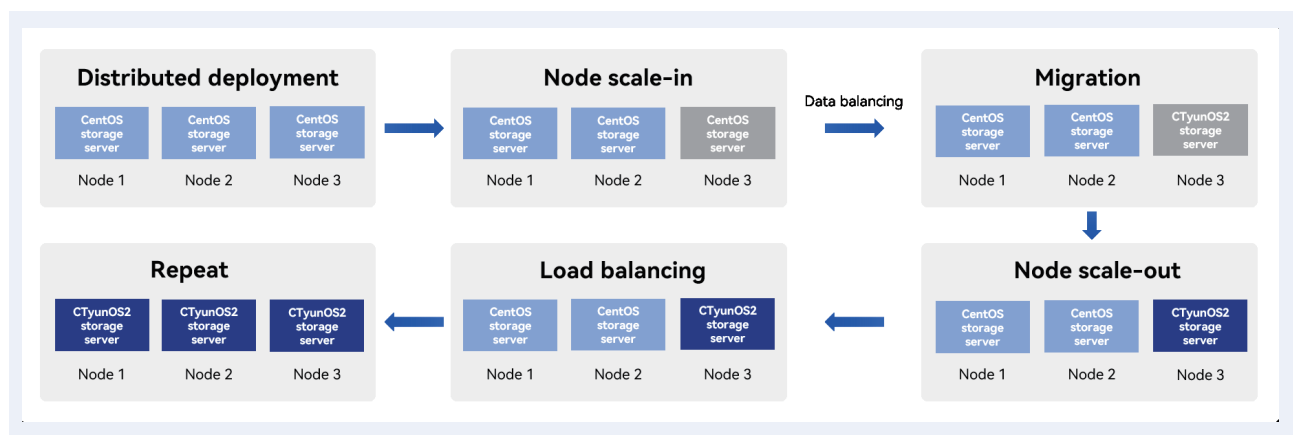 Distributed deployment
CentOS
storage
server
CentOS
storage
server
CentOS
storage
server
Node 1
Node 2
Node 3
Node scale-in
CentOS
storage
server
CentOS
storage
server
CentOS
storage
server
Node 1
Node 2
Node 3
Data balancing
Migration
CentOS
storage
server
CentOS
storage
server
CTyunOS2
storage
server
Node 1
Node 2
Node 3
Node scale-out
CentOS
storage
server
CentOS
storage
server
CTyunOS2
storage
server
Node 1
Node 2
Node 3
Load balancing
CentOS
storage
server
CentOS
storage
server
CTyunOS2
storage
server
Node 1
Node 2
Node 3
Repeat
CTyunOS2
storage
server
CTyunOS2
storage
server
CTyunOS2
storage
server
Node 1
Node 2
Node 3